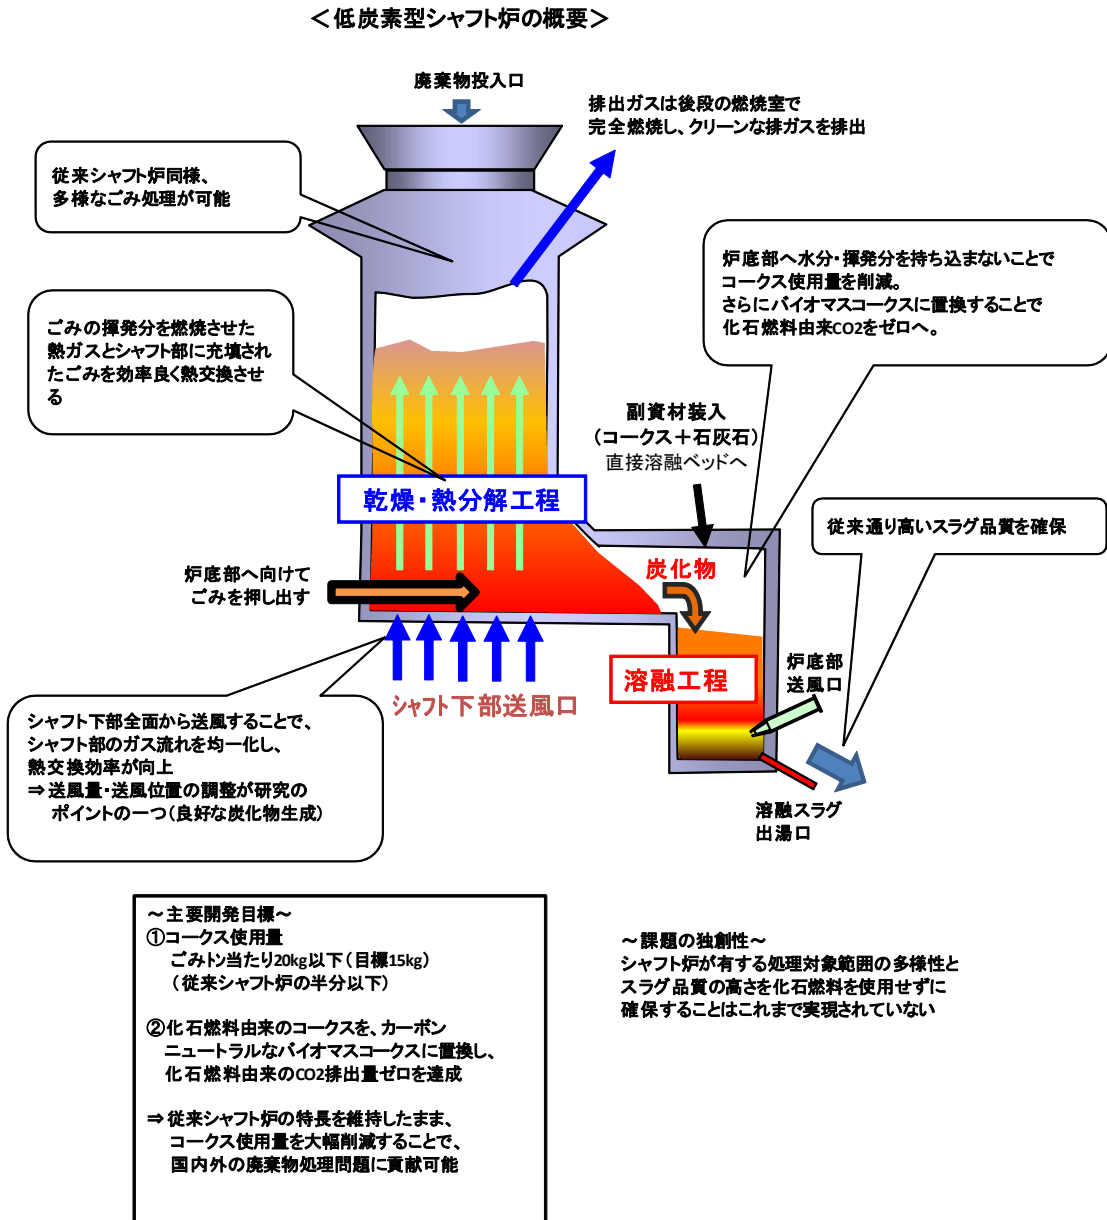 ＜低炭素型シャフト炉の概要＞
廃棄物投入口
排出ガスは後段の燃焼室で
完全燃焼し、クリーンな排ガスを排出
従来シャフト炉同様、
多様なごみ処理が可能
炉底部へ水分・揮発分を持ち込まないことで
コークス使用量を削減。
さらにバイオマスコークスに置換することで
化石燃料由来CO2をゼロへ。
ごみの揮発分を燃焼させた
熱ガスとシャフト部に充填され
たごみを効率良く熱交換させ
る
副資材装入
（コークス＋石灰石）
直接溶融ベッドへ
乾燥・熱分解工程
従来通り高いスラグ品質を確保
炉底部へ向けて
ごみを押し出す
炭化物
溶融工程
炉底部
送風口
シャフト下部送風口
シャフト下部全面から送風することで、
シャフト部のガス流れを均一化し、
熱交換効率が向上
⇒送風量・送風位置の調整が研究の
ポイントの一つ（良好な炭化物生成）
溶融スラグ
出湯口
～主要開発目標～
①コークス使用量
ごみトン当たり20kg以下（目標15kg）
（従来シャフト炉の半分以下）
②化石燃料由来のコークスを、カーボン
ニュートラルなバイオマスコークスに置換し、
化石燃料由来のCO2排出量ゼロを達成
⇒従来シャフト炉の特長を維持したまま、
コークス使用量を大幅削減することで、
国内外の廃棄物処理問題に貢献可能
～課題の独創性～
シャフト炉が有する処理対象範囲の多様性と
スラグ品質の高さを化石燃料を使用せずに
確保することはこれまで実現されていない